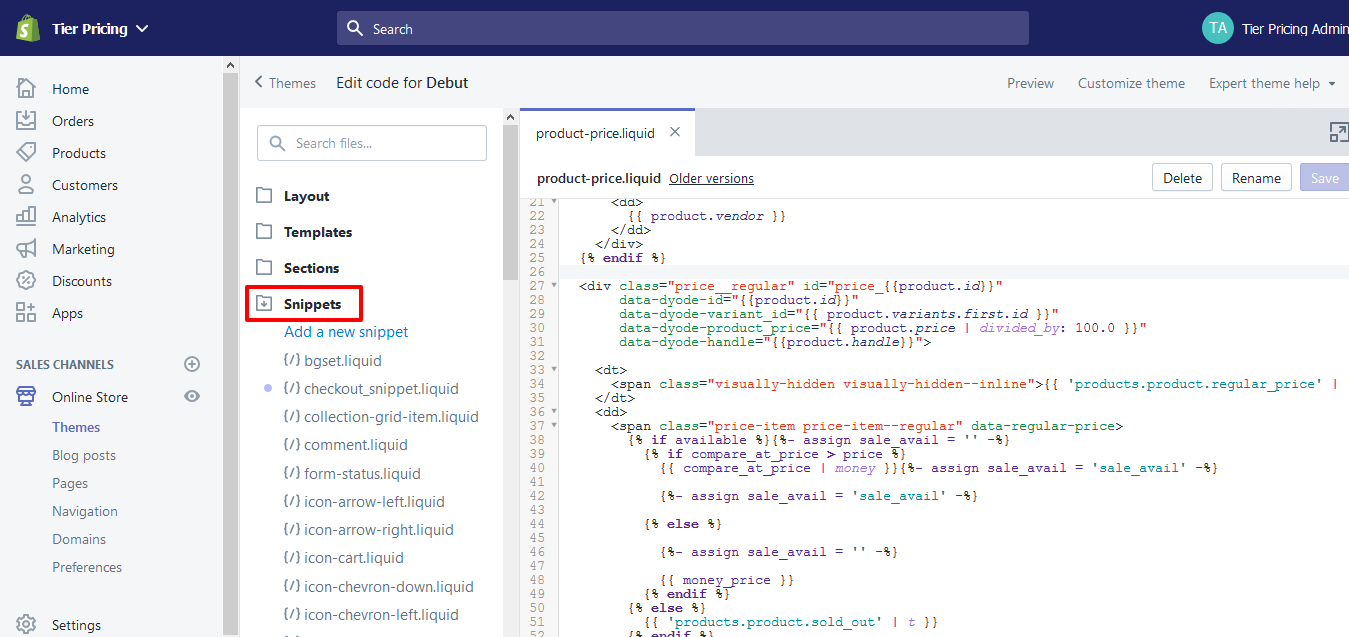 Tier Pricing
Search
TA Tier Pricing Admin
Home
Orders
Products
Customers
Analytics
Marketing
Discounts
Apps
SALES CHANNELS
Online Store
Themes
Blog posts
Pages
Navigation
Domains
Preferences
Settings
Themes Edit code for Debut
Preview Customize theme Expert theme help
Search files...
Layout
Templates
Sections
Snippets
Add a new snippet
{/} bgset.liquid
{/} checkout_snippet.liquid
{/} collection-grid-item.liquid
{/} comment.liquid
{/} form-status.liquid
{/} icon-arrow-left.liquid
{/} icon-arrow-right.liquid
{/} icon-cart.liquid
{/} icon-chevron-down.liquid
{/} icon-chevron-left.liquid
product-price.liquid
product-price.liquid Older versions
Delete Rename Save
21 <dd>
22 {{ product.vendor }}
23 </dd>
24 </div>
25 {% endif %}
26
27 <div class="price__regular" id="price_{{product.id}}"
28 data-dyode-id="{{product.id}}"
29 data-dyode-variant_id="{{ product.variants.first.id }}"
30 data-dyode-product_price="{{ product.price | divided_by: 100.0 }}"
31 data-dyode-handle="{{product.handle}}">
32
33 <dt>
34 <span class="visually-hidden visually-hidden--inline">{{ 'products.product.regular_price' |
35 </dt>
36 <dd>
37 <span class="price-item price-item--regular" data-regular-price>
38 {% if available %}{%- assign sale_avail = '' -%}
39 {% if compare_at_price > price %}
40 {{ compare_at_price | money }}{%- assign sale_avail = 'sale_avail' -%}
41
42 {%- assign sale_avail = 'sale_avail' -%}
43
44 {% else %}
45
46 {%- assign sale_avail = '' -%}
47
48 {{ money_price }}
49 {% endif %}
50 {% else %}
51 {{ 'products.product.sold_out' | t }}
52 {% endif %}